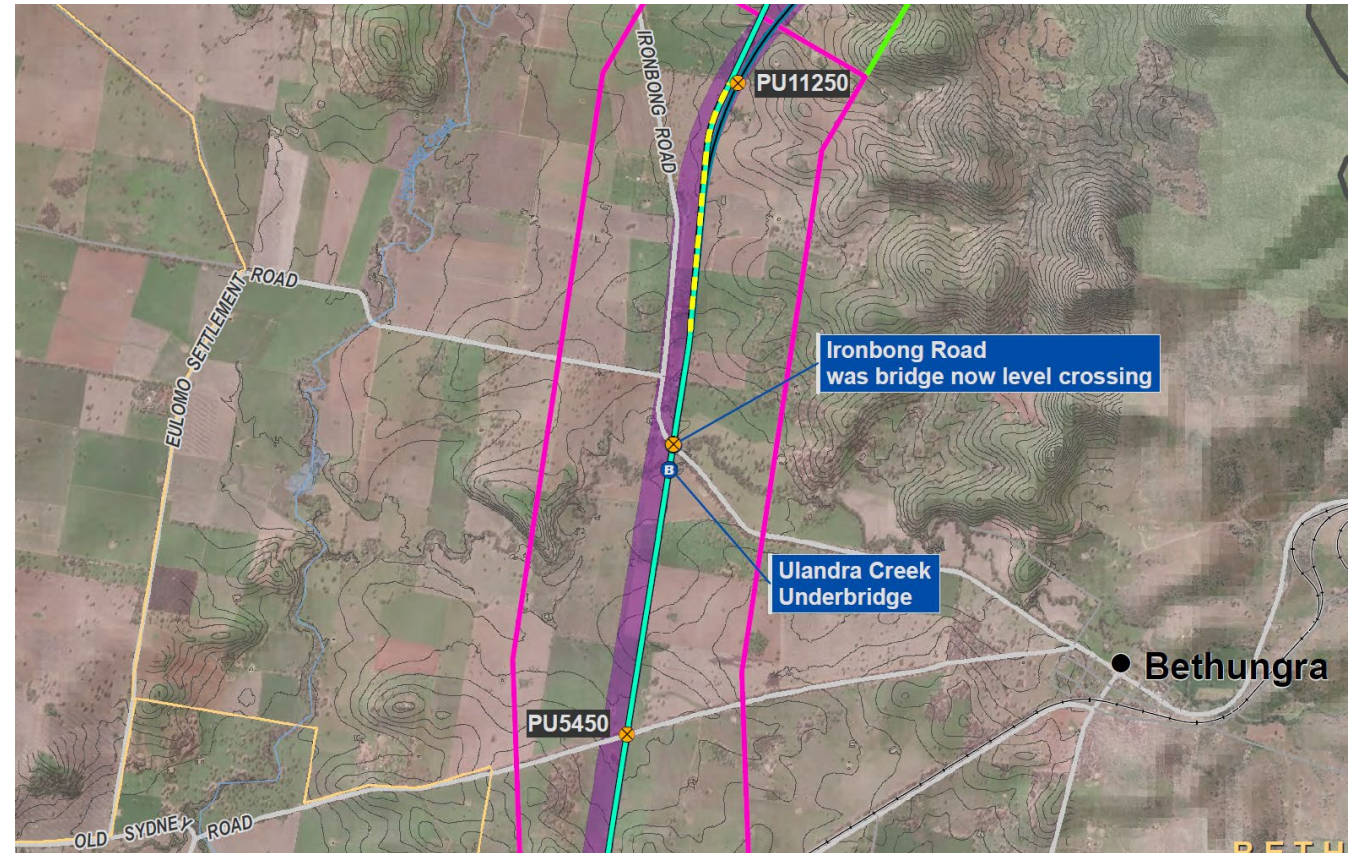 IRONBONG ROAD
PU11250
EULOMO SETTLEMENT ROAD
Ironbong Road
was bridge now level crossing
B
Ulandra Creek
Underbridge
Bethungra
PU5450
OLD SYDNEY ROAD
BETH